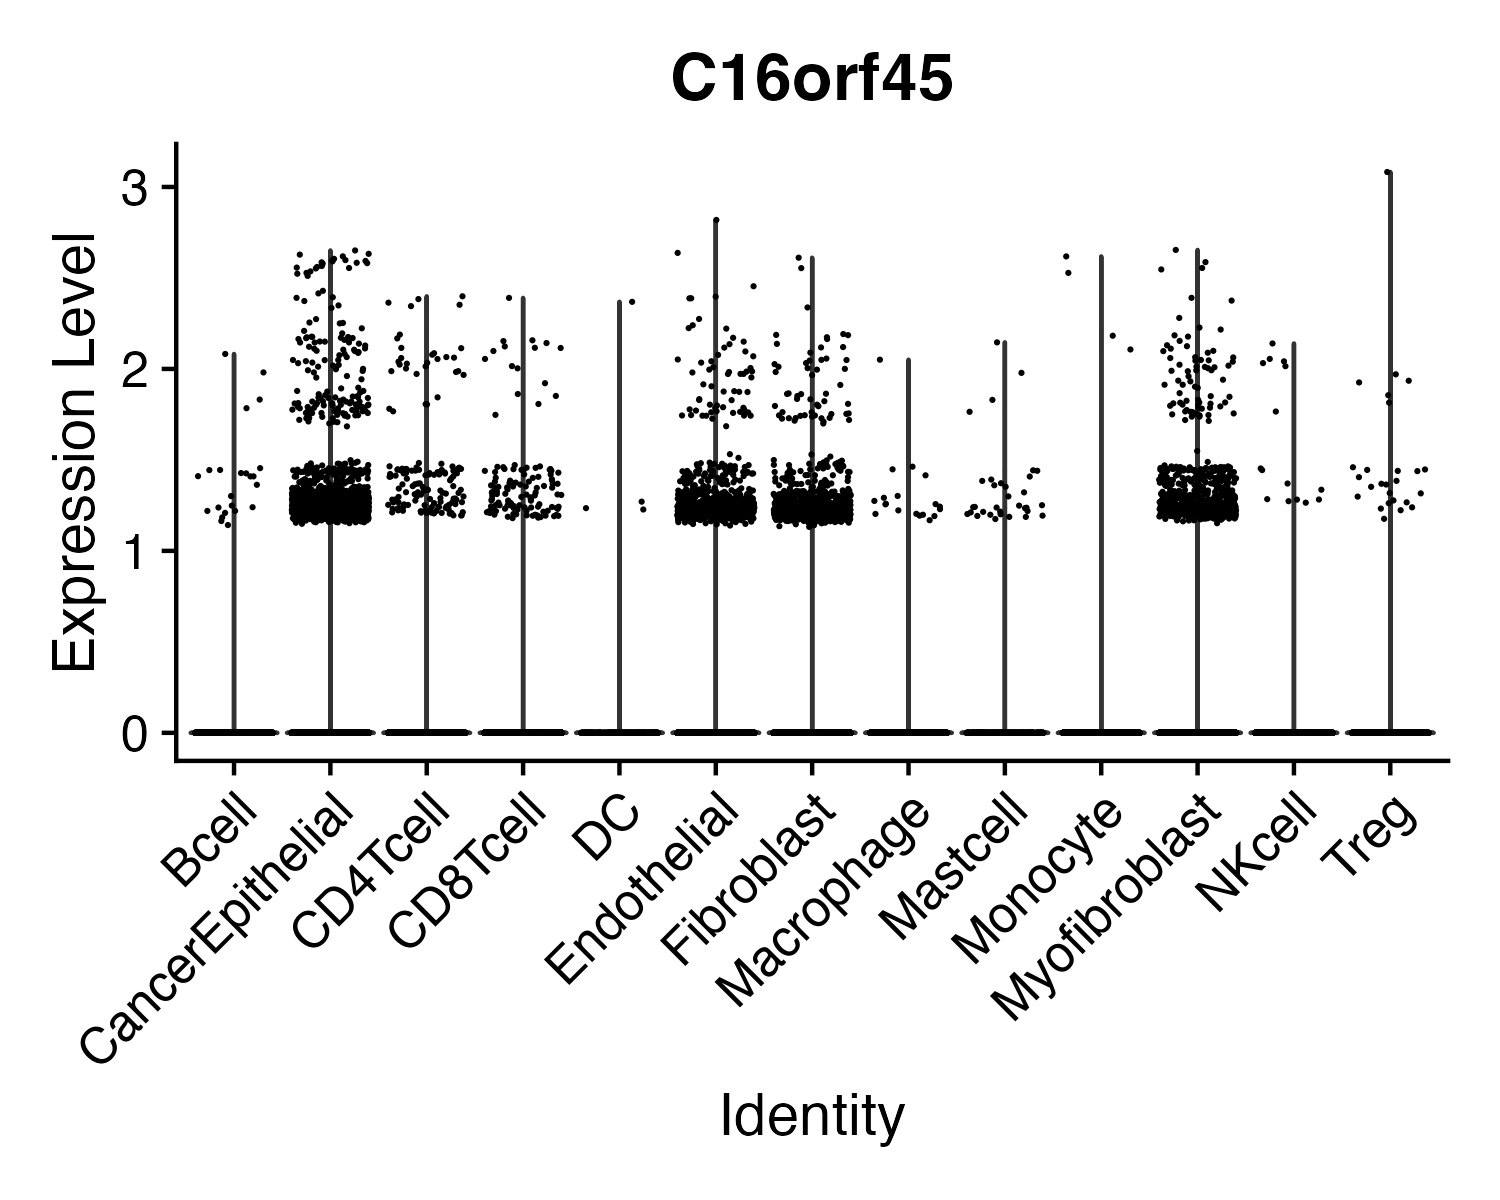 C16orf45
Expression Level
3
2
1
0
Bcell
CancerEpithelial
CD4Tcell
CD8Tcell
DC
Endothelial
Fibroblast
Macrophage
Mastcell
Monocyte
Myofibroblast
NKcell
Treg
Identity